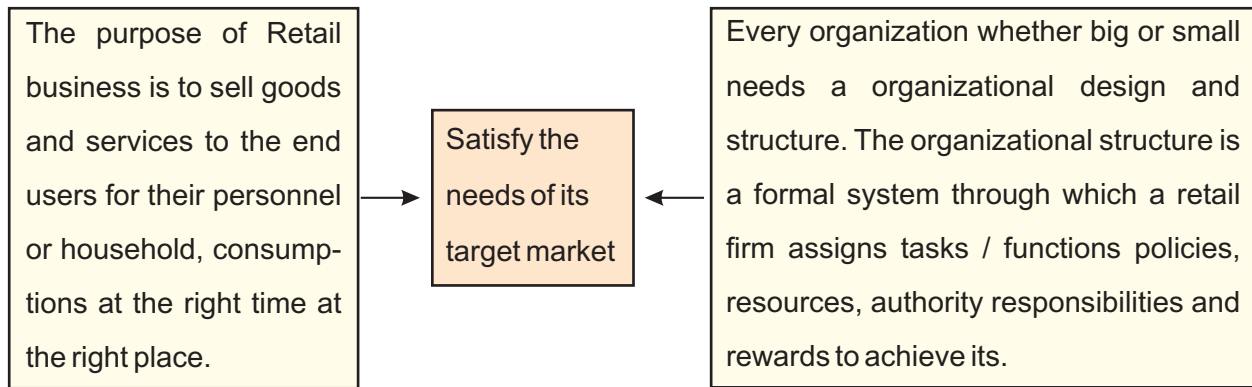 The purpose of Retail
business is to sell goods
and services to the end
users for their personnel
or household, consump-
tions at the right time at
the right place.
Satisfy the
needs of its
target market
Every organization whether big or small
needs a organizational design and
structure. The organizational structure is
a formal system through which a retail
firm assigns tasks / functions policies,
resources, authority responsibilities and
rewards to achieve its.